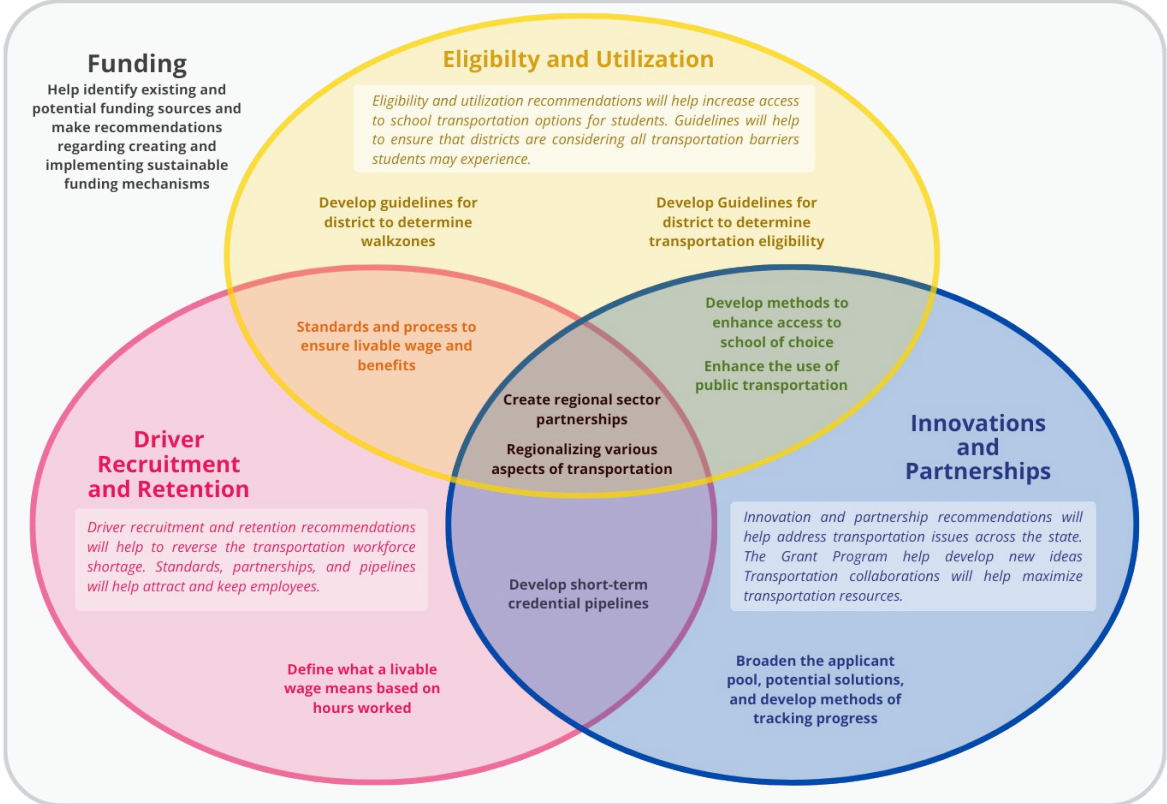 Funding
Help identify existing and
potential funding sources and
make recommendations
regarding creating and
implementing sustainable
funding mechanisms
Eligibilty and Utilization
Eligibility and utilization recommendations will help increase access
to school transportation options for students. Guidelines will help
to ensure that districts are considering all transportation barriers
students may experience.
Develop guidelines for
district to determine
walkzones
Develop Guidelines for
district to determine
transportation eligibility
Standards and process to
ensure livable wage and
benefits
Develop methods to
enhance access to
school of choice
Enhance the use of
public transportation
Create regional sector
partnerships
Regionalizing various
aspects of transportation
Driver
Recruitment
and Retention
Driver recruitment and retention recommendations
will help to reverse the transportation workforce
shortage. Standards, partnerships, and pipelines
will help attract and keep employees.
Innovations
and
Partnerships
Innovation and partnership recommendations will
help address transportation issues across the state.
The Grant Program help develop new ideas
Transportation collaborations will help maximize
transportation resources.
Develop short-term
credential pipelines
Define what a livable
wage means based on
hours worked
Broaden the applicant
pool, potential solutions,
and develop methods of
tracking progress